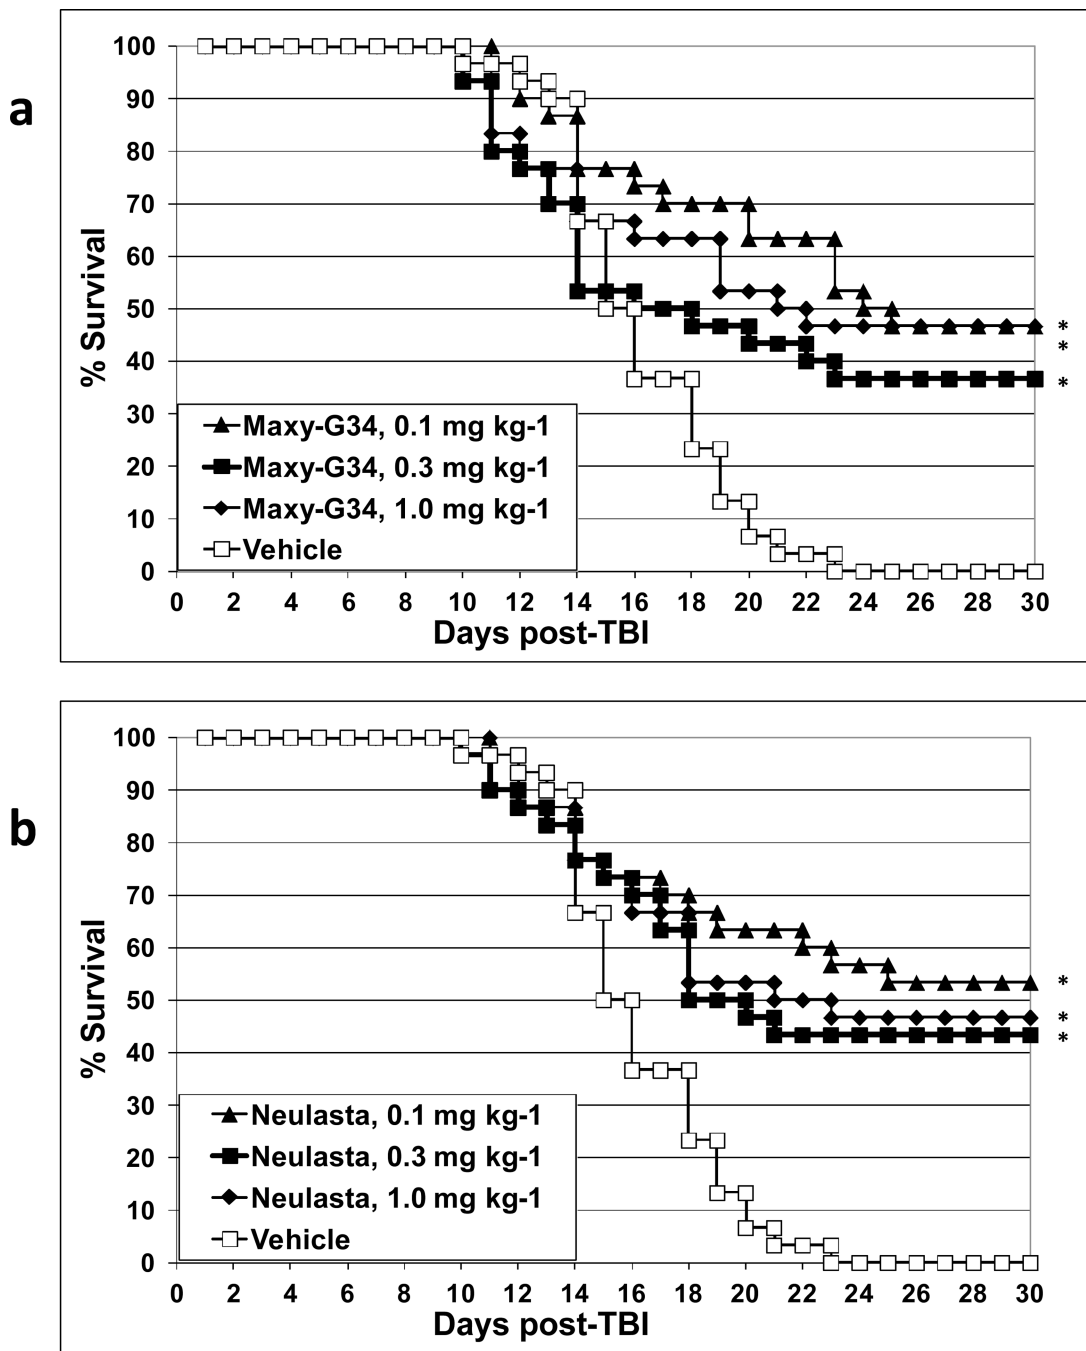 a
% Survival
100
90
80
70
60
50
40
30
20
10
0
*
*
*
Maxy-G34, 0.1 mg kg-1
Maxy-G34, 0.3 mg kg-1
Maxy-G34, 1.0 mg kg-1
Vehicle
0 2 4 6 8 10 12 14 16 18 20 22 24 26 28 30
Days post-TBI
b
% Survival
100
90
80
70
60
50
40
30
20
10
0
*
*
*
Neulasta, 0.1 mg kg-1
Neulasta, 0.3 mg kg-1
Neulasta, 1.0 mg kg-1
Vehicle
0 2 4 6 8 10 12 14 16 18 20 22 24 26 28 30
Days post-TBI